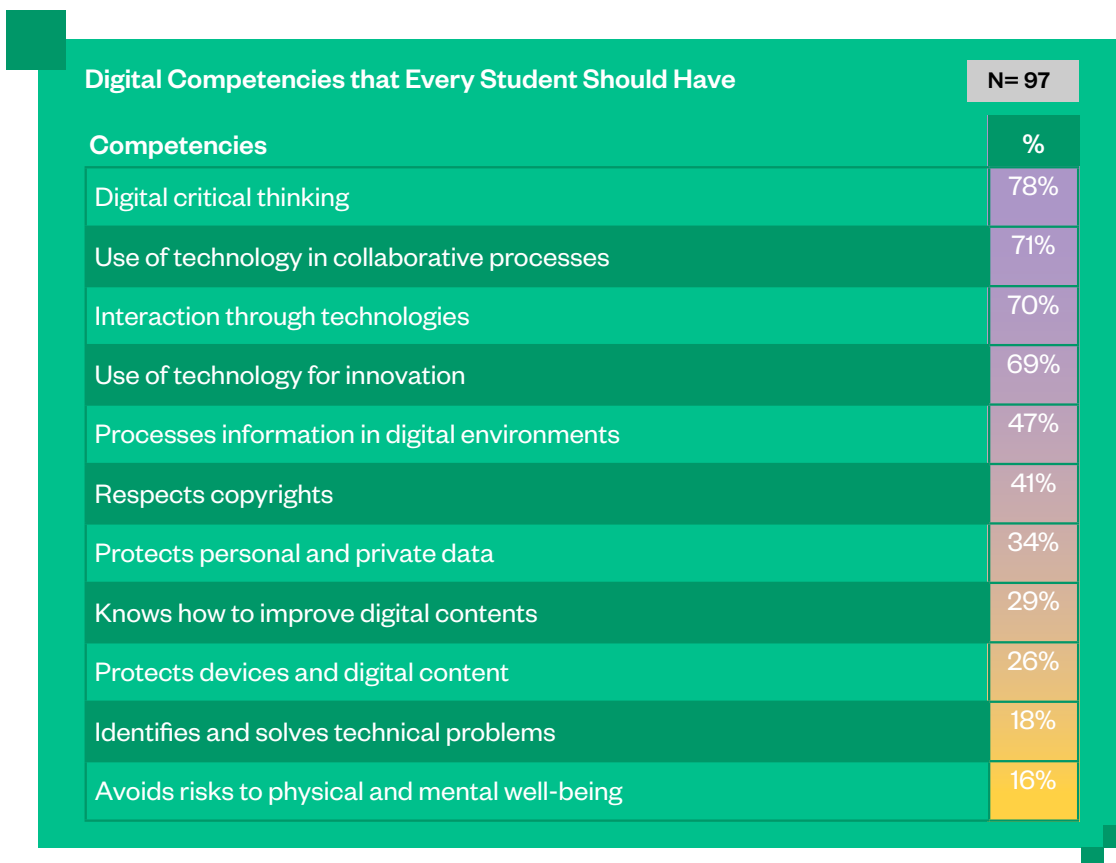 Digital Competencies that Every Student Should Have N= 97
Competencies %
Digital critical thinking 78%
Use of technology in collaborative processes 71%
Interaction through technologies 70%
Use of technology for innovation 69%
Processes information in digital environments 47%
Respects copyrights 41%
Protects personal and private data 34%
Knows how to improve digital contents 29%
Protects devices and digital content 26%
Identifies and solves technical problems 18%
Avoids risks to physical and mental well-being 16%